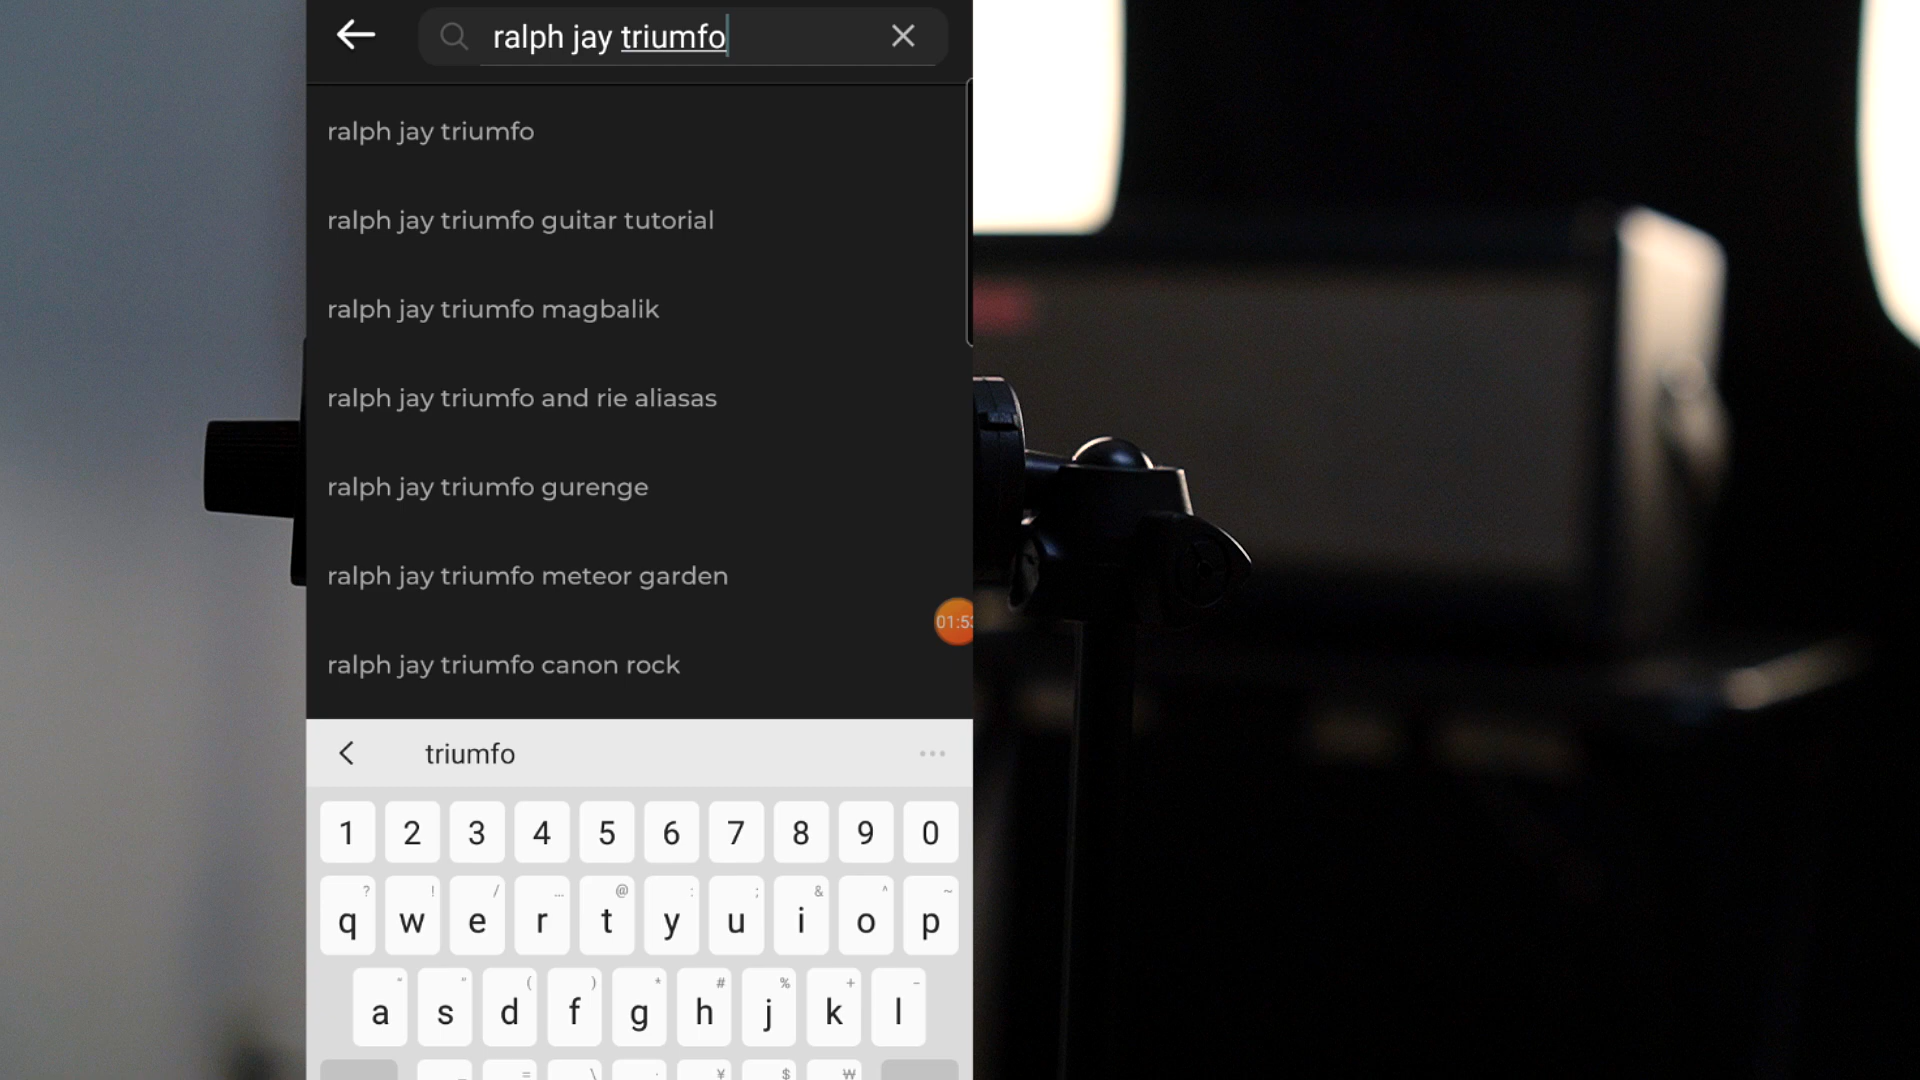 ralph jay triumfo
ralph jay triumfo
ralph jay triumfo guitar tutorial
ralph jay triumfo magbalik
ralph jay triumfo and rie aliasas
ralph jay triumfo gurenge
ralph jay triumfo meteor garden
01:53
ralph jay triumfo canon rock
triumfo
1 2 3 4 5 6 7 8 9 0
? ! / ... @ : ; & ^ ~
q w e r t y u i o p
( ) * # % + -
a s d f g h j k l
_ = \ · ¥ $ ₩